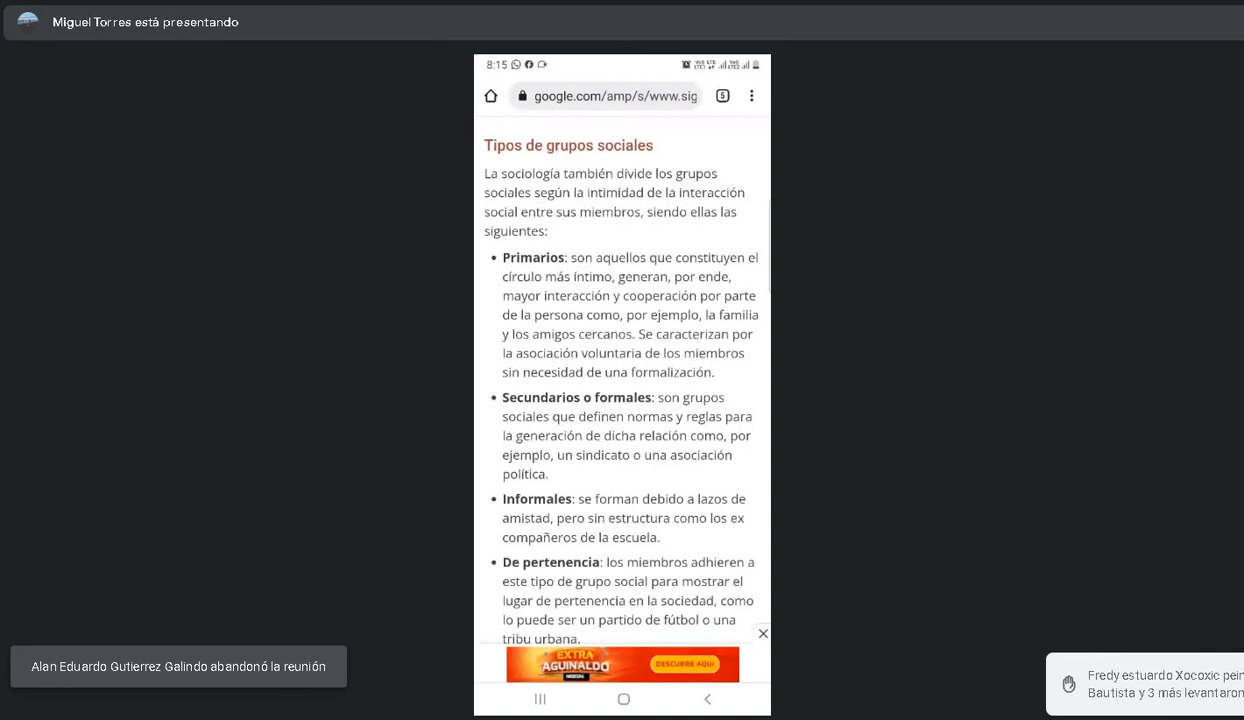 Miguel Torres está presentando
8:15
google.com/amp/s/www.sig
5
Tipos de grupos sociales
La sociología también divide los grupos
sociales según la intimidad de la interacción
social entre sus miembros, siendo ellas las
siguientes:
• Primarios: son aquellos que constituyen el
círculo más íntimo, generan, por ende,
mayor interacción y cooperación por parte
de la persona como, por ejemplo, la familia
y los amigos cercanos. Se caracterizan por
la asociación voluntaria de los miembros
sin necesidad de una formalización.
• Secundarios o formales: son grupos
sociales que definen normas y reglas para
la generación de dicha relación como, por
ejemplo, un sindicato o una asociación
política.
• Informales: se forman debido a lazos de
amistad, pero sin estructura como los ex
compañeros de la escuela.
• De pertenencia: los miembros adhieren a
este tipo de grupo social para mostrar el
lugar de pertenencia en la sociedad, como
lo puede ser un partido de fútbol o una
tribu urbana.
EXTRA
AGUINALDO
DESCUBRE AQUI
Alan Eduardo Gutierrez Galindo abandonó la reunión
Fredy estuardo Xocoxic pein
Bautista y 3 más levantaron